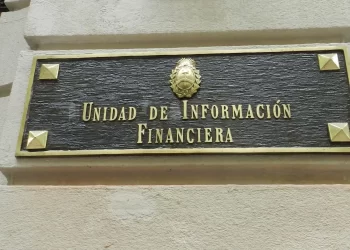 Unidad de Información
Financiera